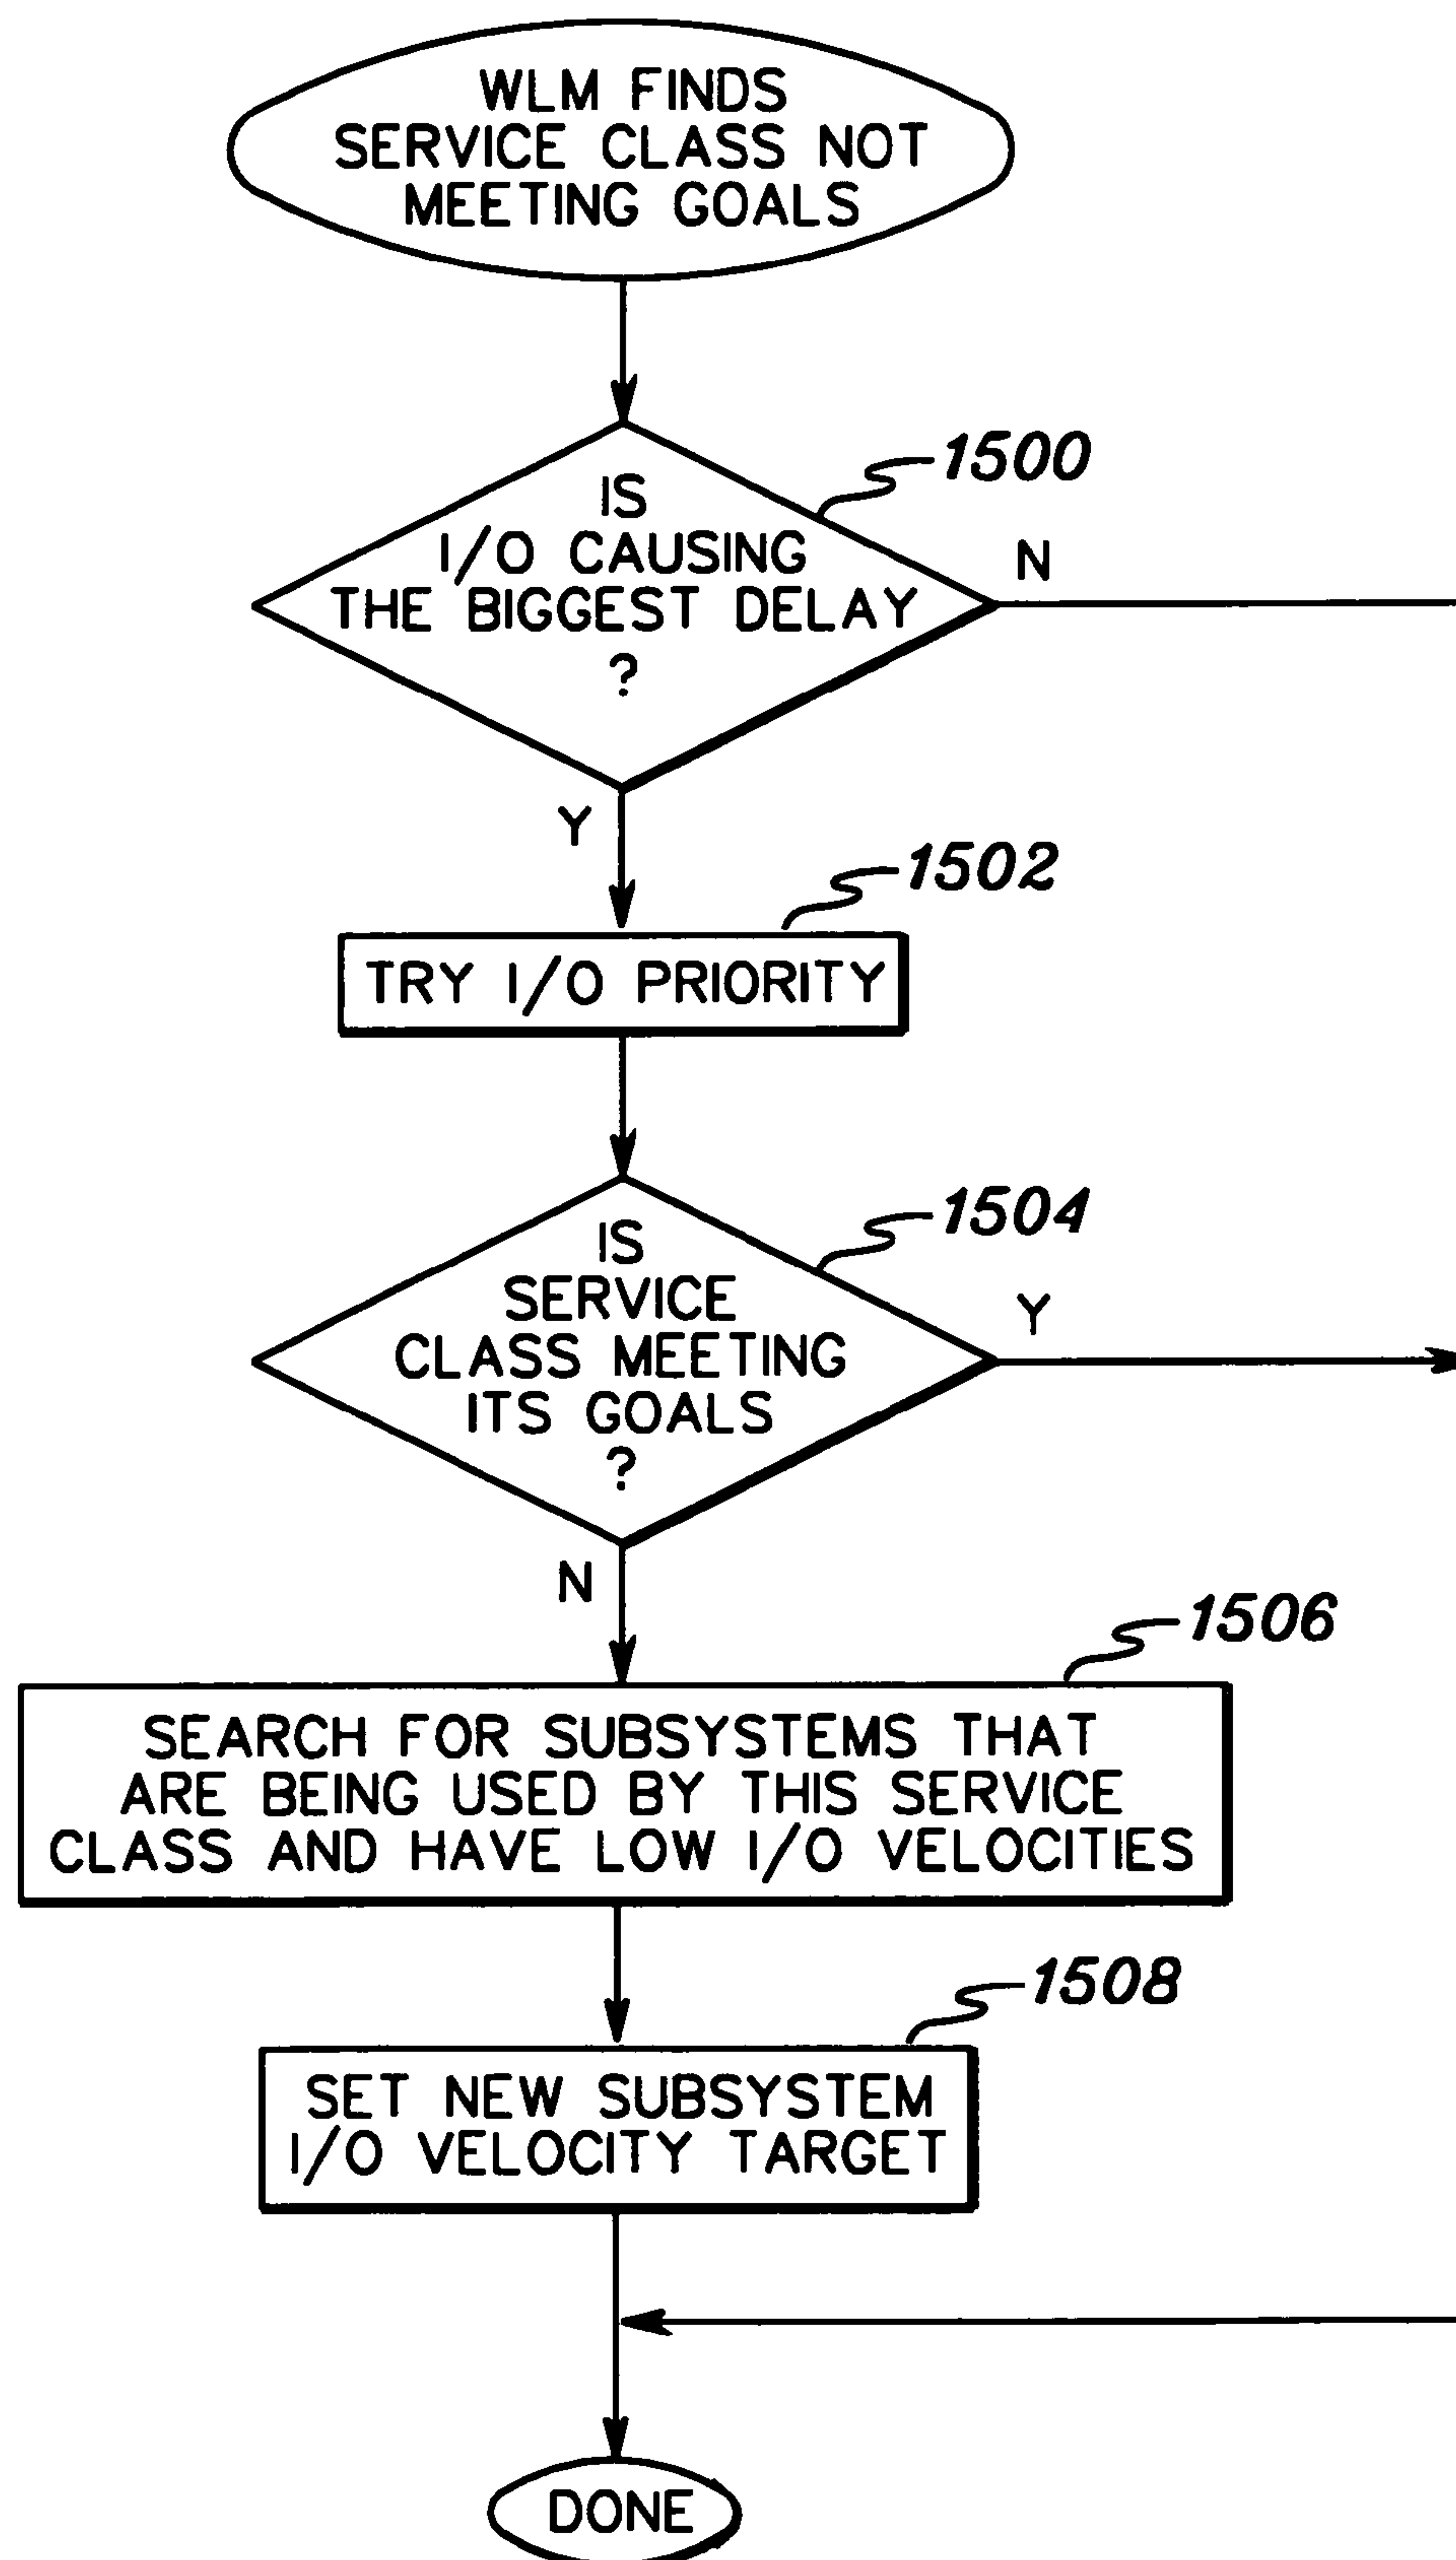 WLM FINDS
SERVICE CLASS NOT
MEETING GOALS
1500
IS
I/O CAUSING
THE BIGGEST DELAY
?
N
Y
1502
TRY I/O PRIORITY
1504
IS
SERVICE
CLASS MEETING
ITS GOALS
?
Y
N
1506
SEARCH FOR SUBSYSTEMS THAT
ARE BEING USED BY THIS SERVICE
CLASS AND HAVE LOW I/O VELOCITIES
1508
SET NEW SUBSYSTEM
I/O VELOCITY TARGET
DONE